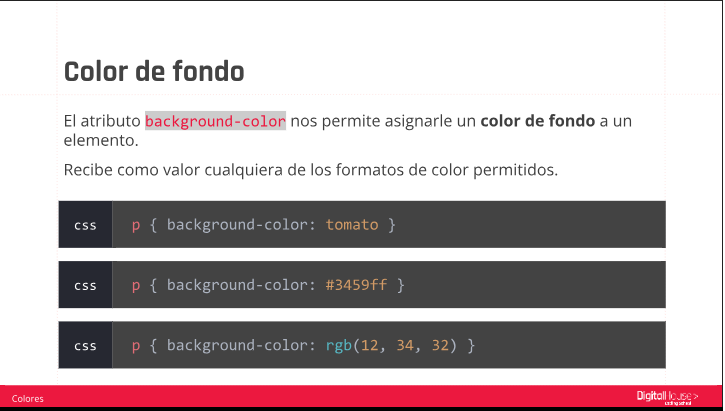 Color de fondo
El atributo background-color nos permite asignarle un color de fondo a un
elemento.
Recibe como valor cualquiera de los formatos de color permitidos.
css p { background-color: tomato }
css p { background-color: #3459ff }
css p { background-color: rgb(12, 34, 32) }
Colores
DigitalHouse>
Coding School